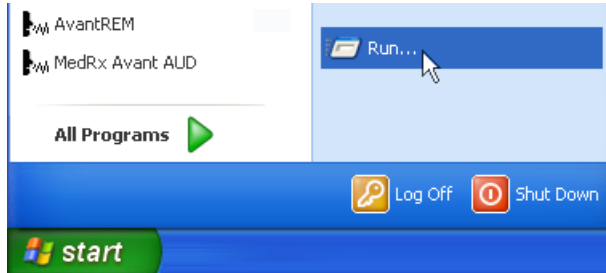 AvantREM
MedRx Avant AUD
All Programs
Run...
Log Off
Shut Down
start